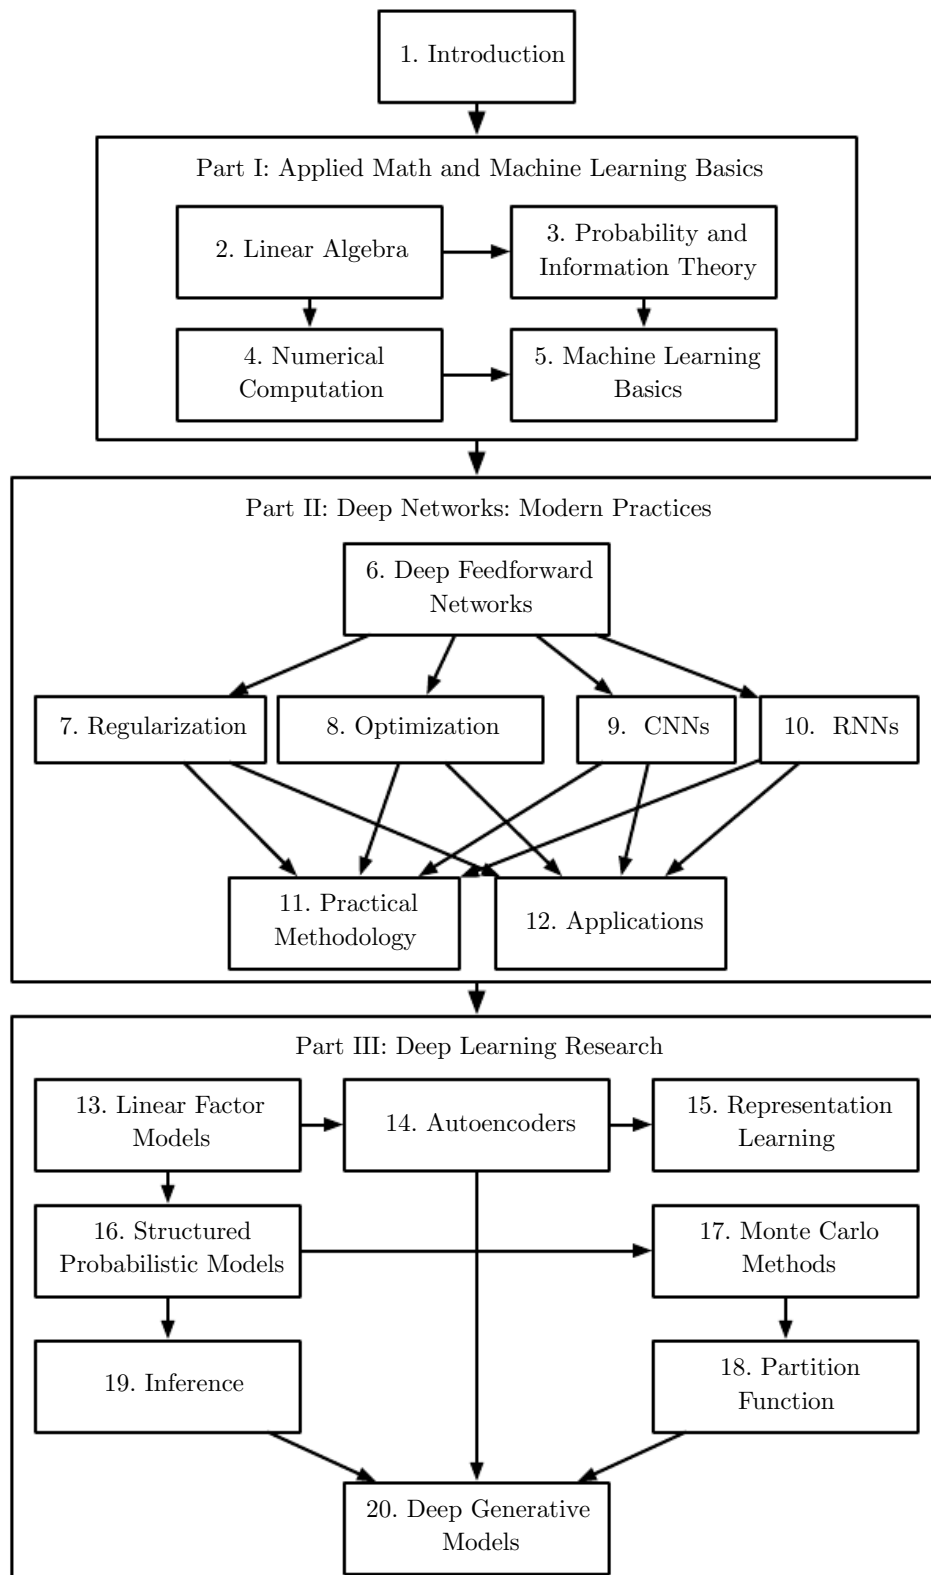 1. Introduction
Part I: Applied Math and Machine Learning Basics
2. Linear Algebra
3. Probability and
Information Theory
4. Numerical
Computation
5. Machine Learning
Basics
Part II: Deep Networks: Modern Practices
6. Deep Feedforward
Networks
7. Regularization
8. Optimization
9. CNNs
10. RNNs
11. Practical
Methodology
12. Applications
Part III: Deep Learning Research
13. Linear Factor
Models
14. Autoencoders
15. Representation
Learning
16. Structured
Probabilistic Models
17. Monte Carlo
Methods
19. Inference
18. Partition
Function
20. Deep Generative
Models